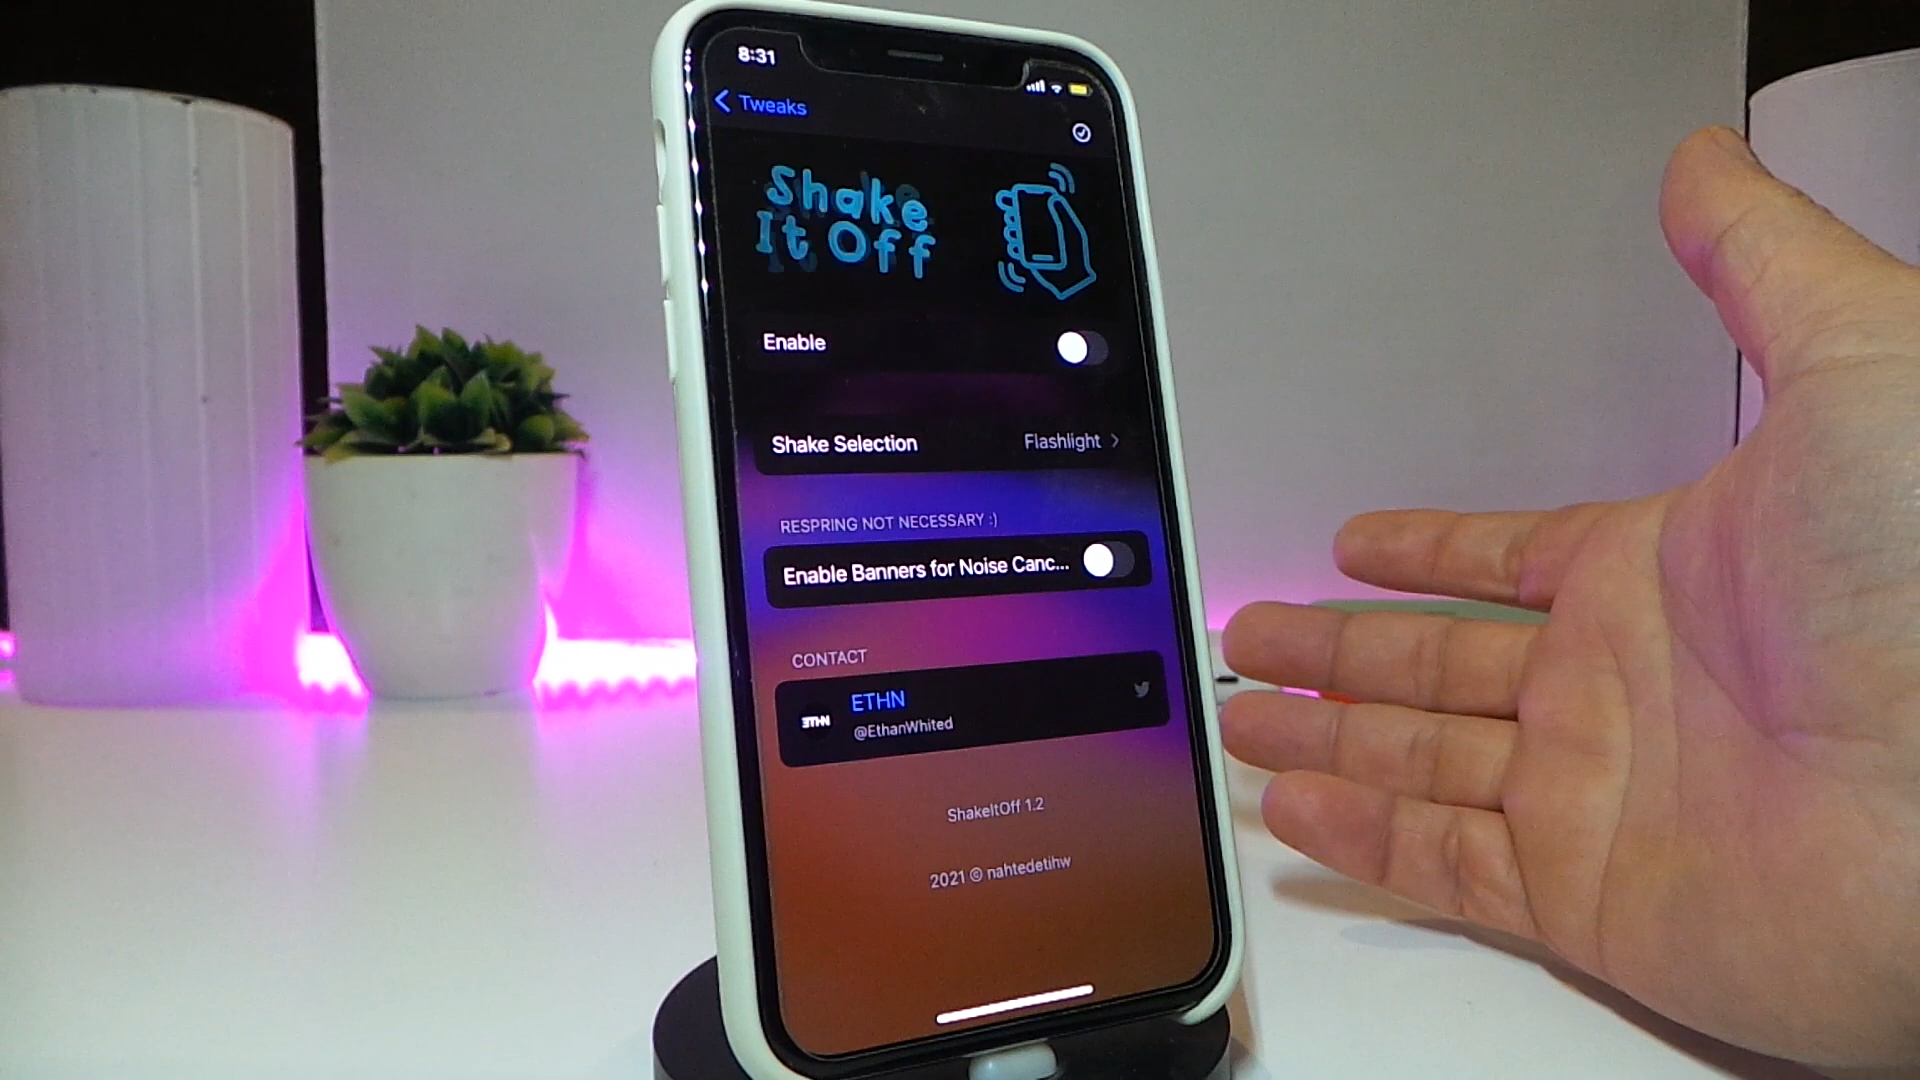 8:31
Tweaks
Shake
It Off
Enable
Shake Selection Flashlight
RESPRING NOT NECESSARY :)
Enable Banners for Noise Canc...
CONTACT
ETHN
ETHN
@EthanWhited
ShakeItOff 1.2
2021 © nahtedetihw